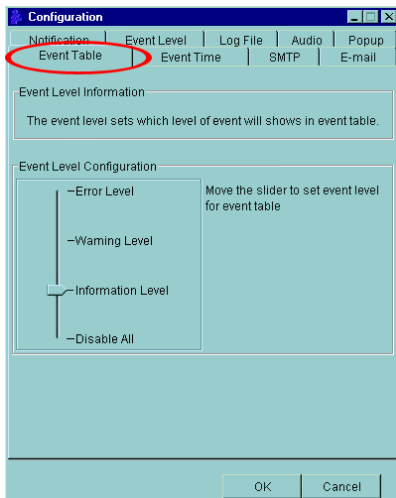 Configuration
Notification Event Level Log File Audio Popup
Event Table Event Time SMTP E-mail
Event Level Information
The event level sets which level of event will shows in event table.
Event Level Configuration
Error Level
Move the slider to set event level
for event table
Warning Level
Information Level
Disable All
OK Cancel